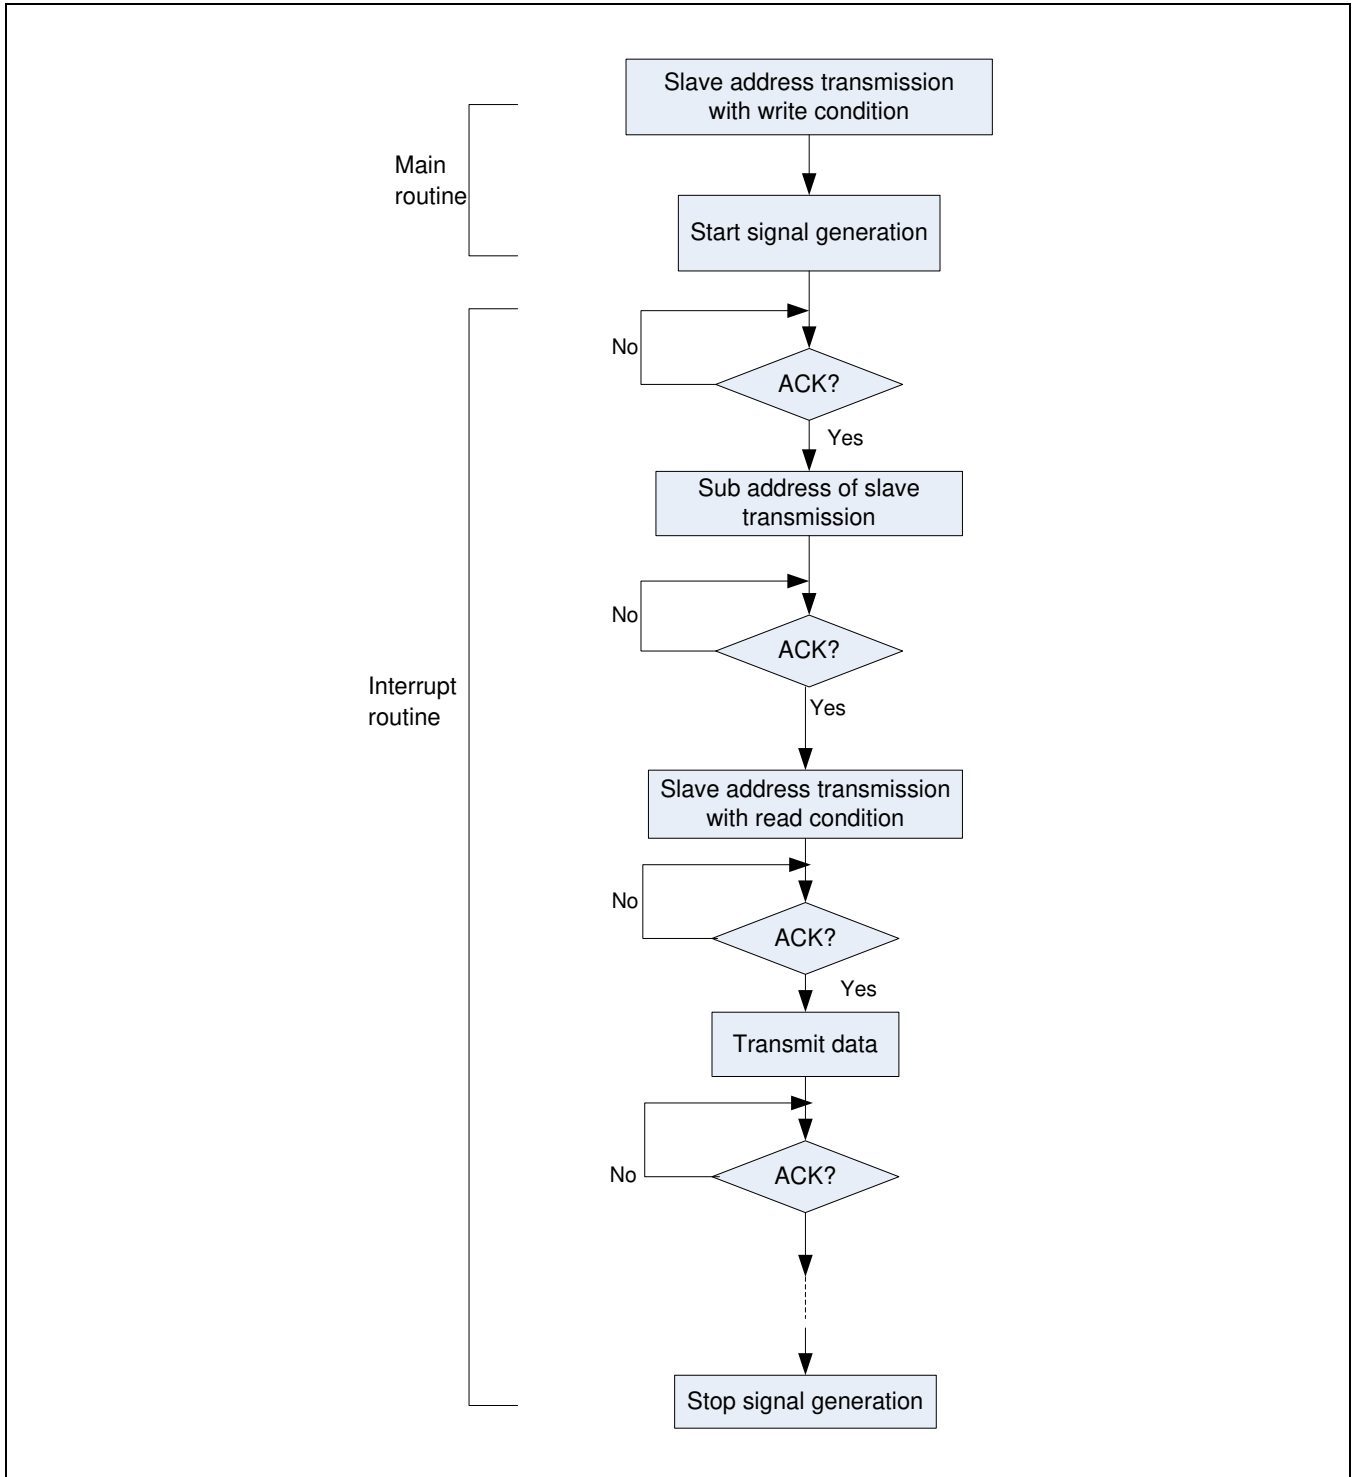 Slave address transmission
with write condition
Main
routine
Start signal generation
No
ACK?
Yes
Sub address of slave
transmission
No
ACK?
Interrupt
routine
Yes
Slave address transmission
with read condition
No
ACK?
Yes
Transmit data
No
ACK?
Stop signal generation